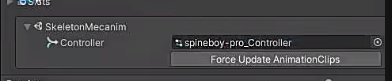 SkeletonMecanim
Controller spineboy-pro_Controller
Force Update AnimationClips